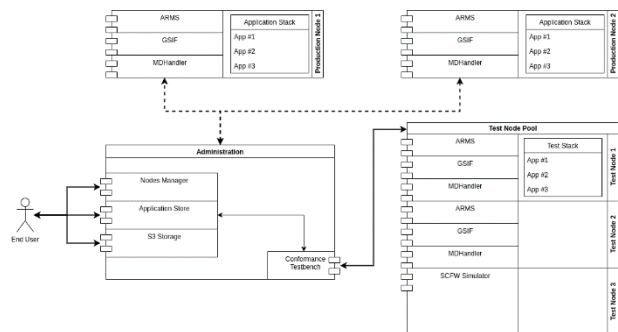 ARMS
GSIF
MDHandler
Application Stack
App #1
App #2
App #3
Production Node 1
ARMS
GSIF
MDHandler
Application Stack
App #1
App #2
App #3
Production Node 2
Administration
Nodes Manager
Application Store
S3 Storage
Conformance
Testbench
End User
Test Node Pool
ARMS
GSIF
MDHandler
Test Stack
App #1
App #2
App #3
Test Node 1
ARMS
GSIF
MDHandler
Test Node 2
SCFW Simulator
Test Node 3